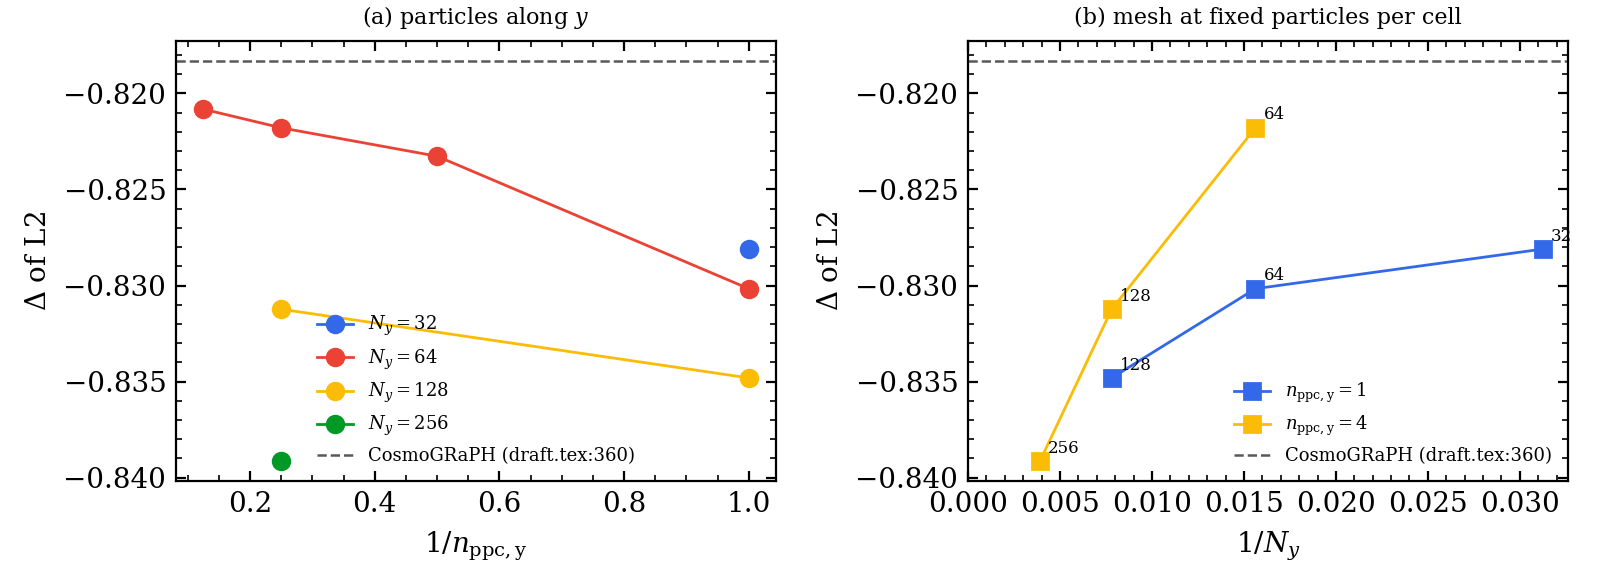 (a) particles along y
−0.820
−0.825
−0.830
−0.835
−0.840
Δ of L2
N_y = 32
N_y = 64
N_y = 128
N_y = 256
CosmoGRaPH (draft.tex:360)
0.2 0.4 0.6 0.8 1.0
1/n_ppc, y
(b) mesh at fixed particles per cell
−0.820
−0.825
−0.830
−0.835
−0.840
Δ of L2
64
32
64
128
128
256
n_ppc, y = 1
n_ppc, y = 4
CosmoGRaPH (draft.tex:360)
0.000 0.005 0.010 0.015 0.020 0.025 0.030
1/N_y